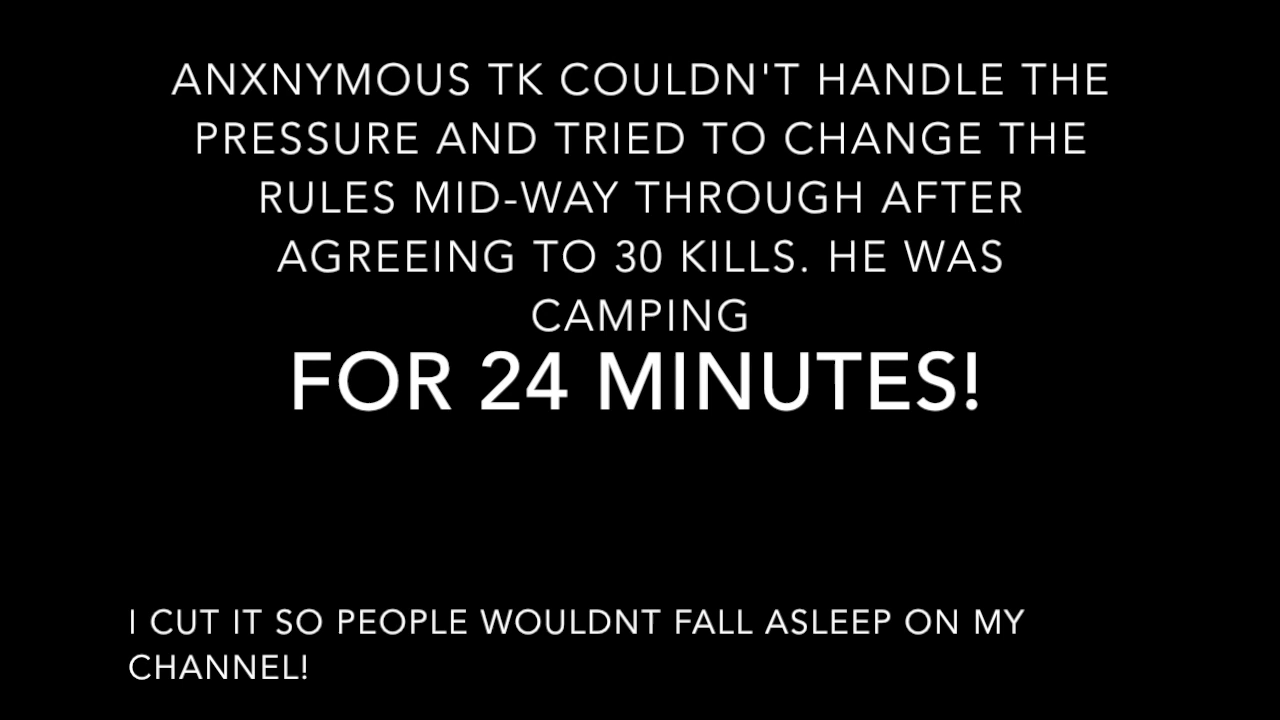 ANXNYMOUS TK COULDN'T HANDLE THE
PRESSURE AND TRIED TO CHANGE THE
RULES MID-WAY THROUGH AFTER
AGREEING TO 30 KILLS. HE WAS
CAMPING
FOR 24 MINUTES!
I CUT IT SO PEOPLE WOULDNT FALL ASLEEP ON MY
CHANNEL!